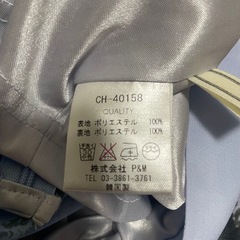 CH-40158
QUALITY
表地 ポリエステル 100%
裏地 ポリエステル 100%
株式会社 P&M
TEL 03-3861-3761
韓国製